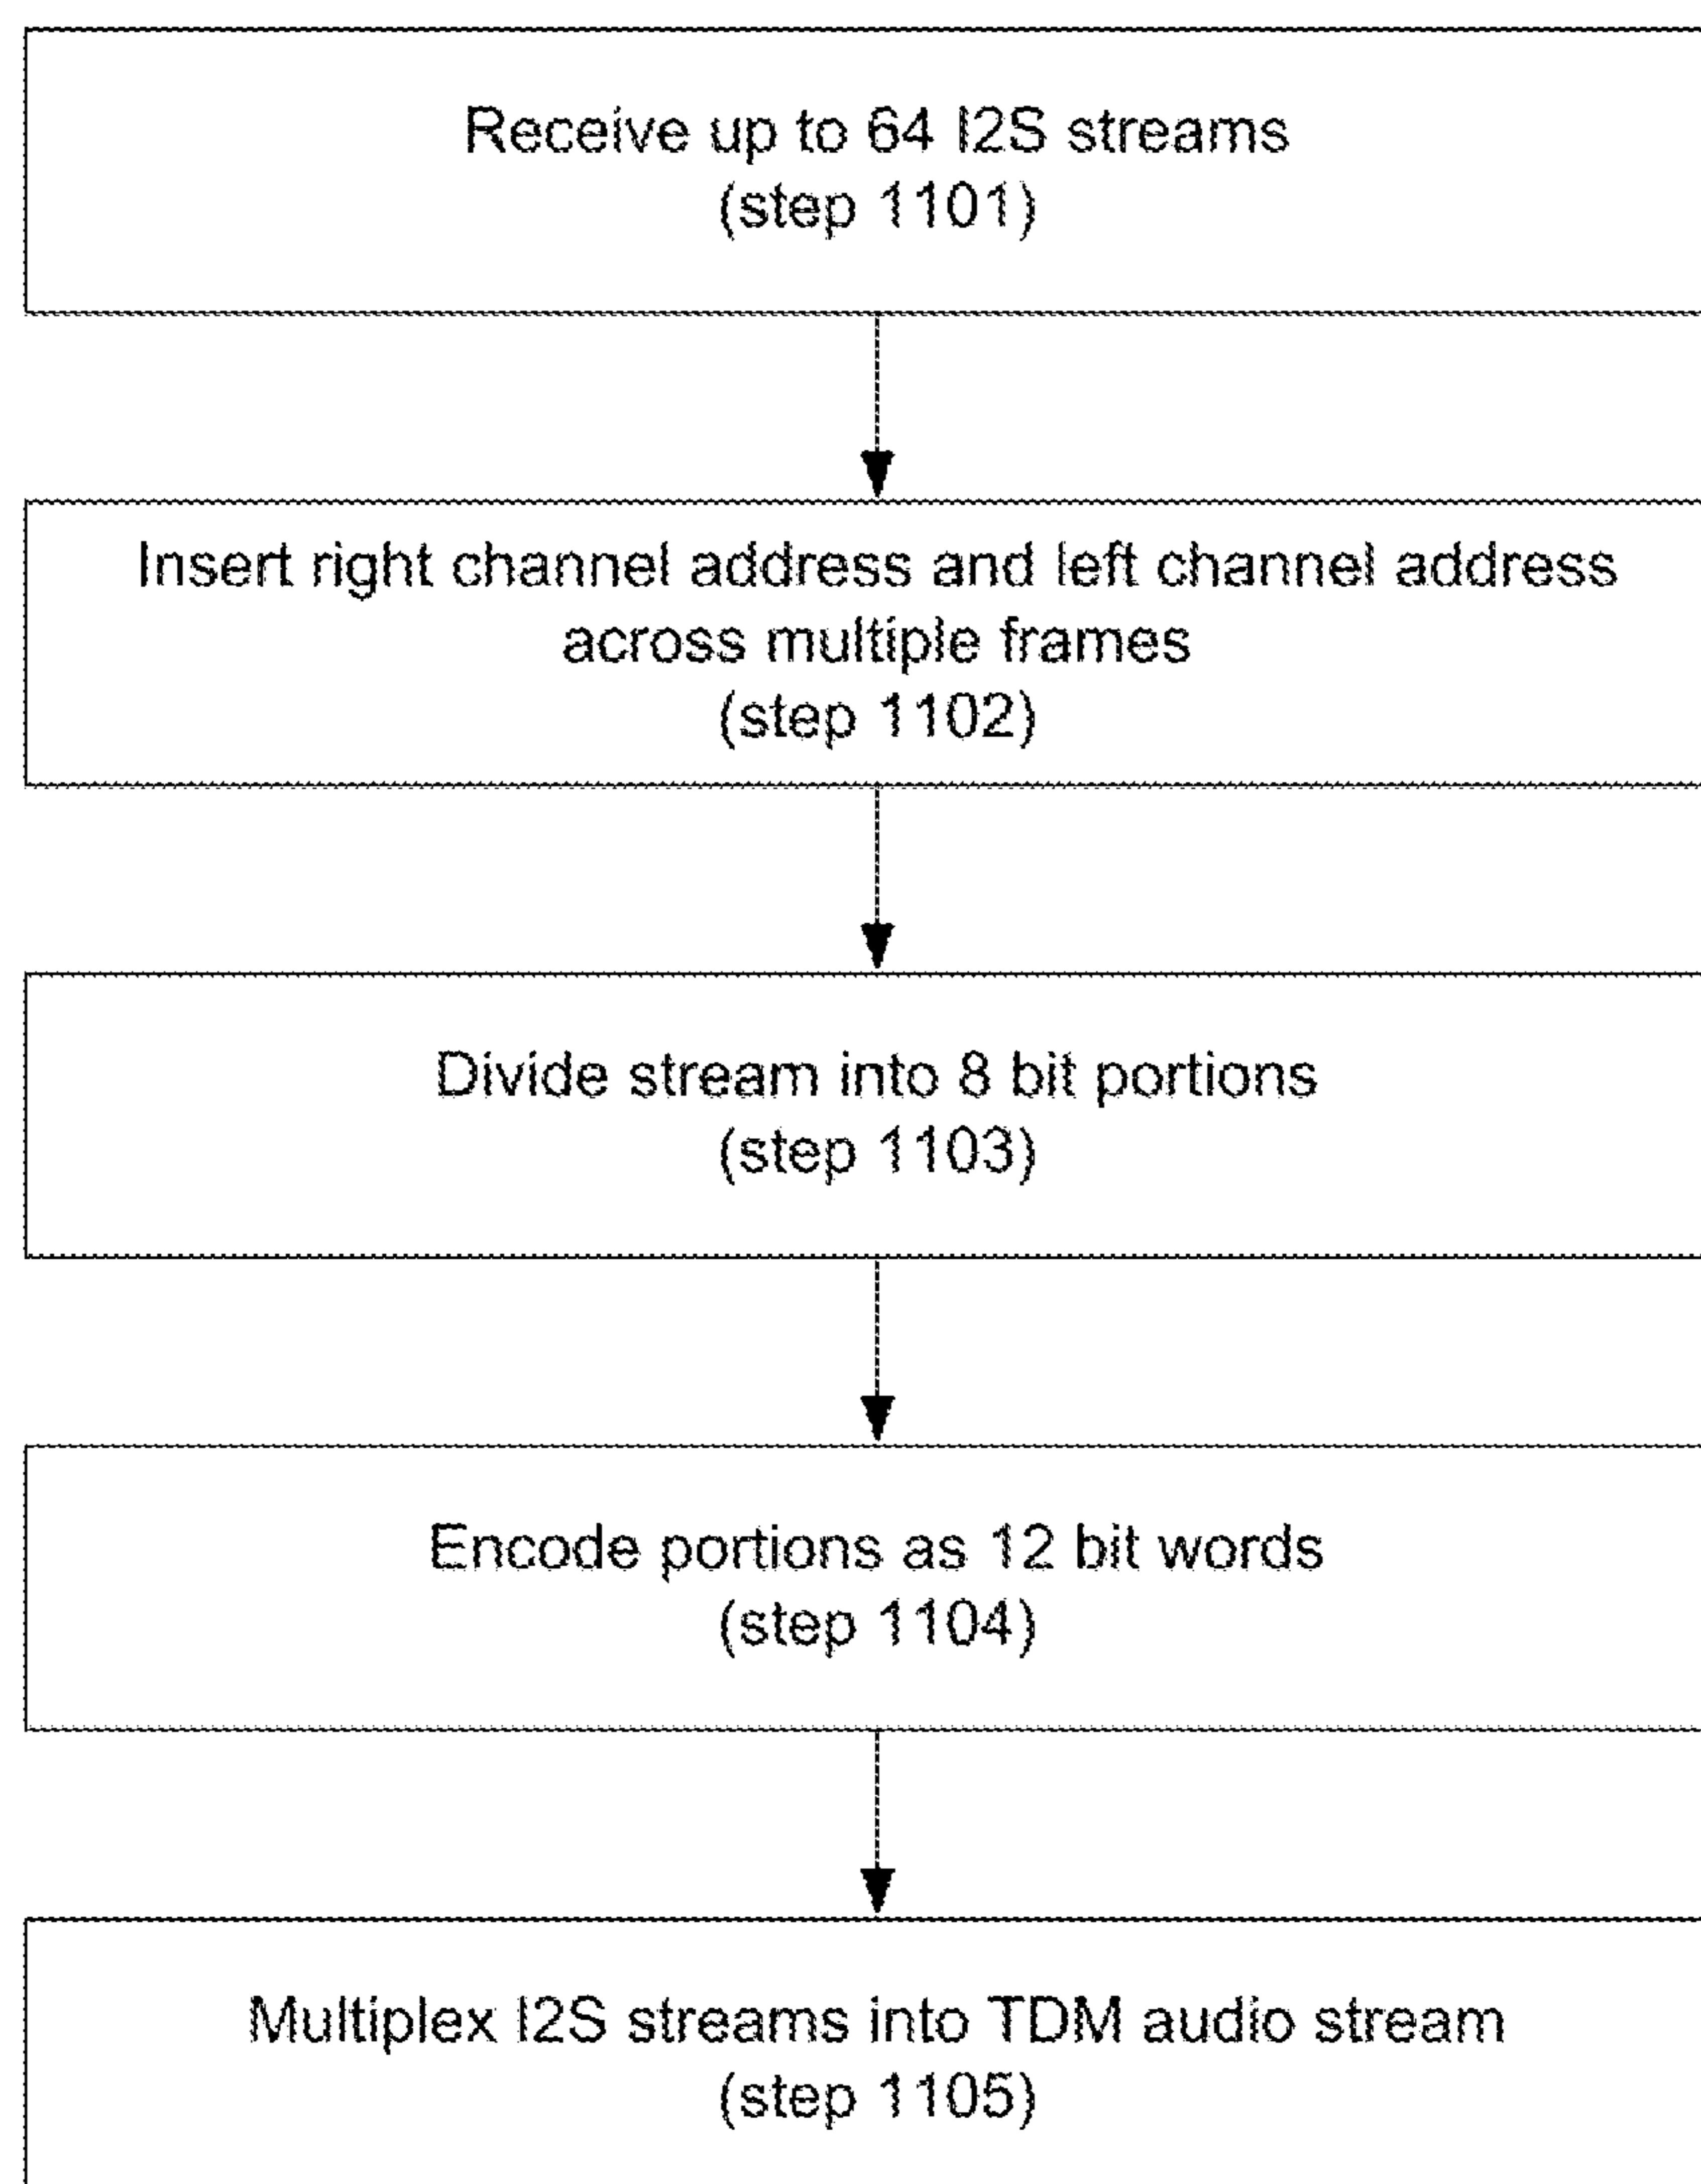 Receive up to 64 I2S streams
(step 1101)
Insert right channel address and left channel address
across multiple frames
(step 1102)
Divide stream into 8 bit portions
(step 1103)
Encode portions as 12 bit words
(step 1104)
Multiplex I2S streams into TDM audio stream
(step 1105)